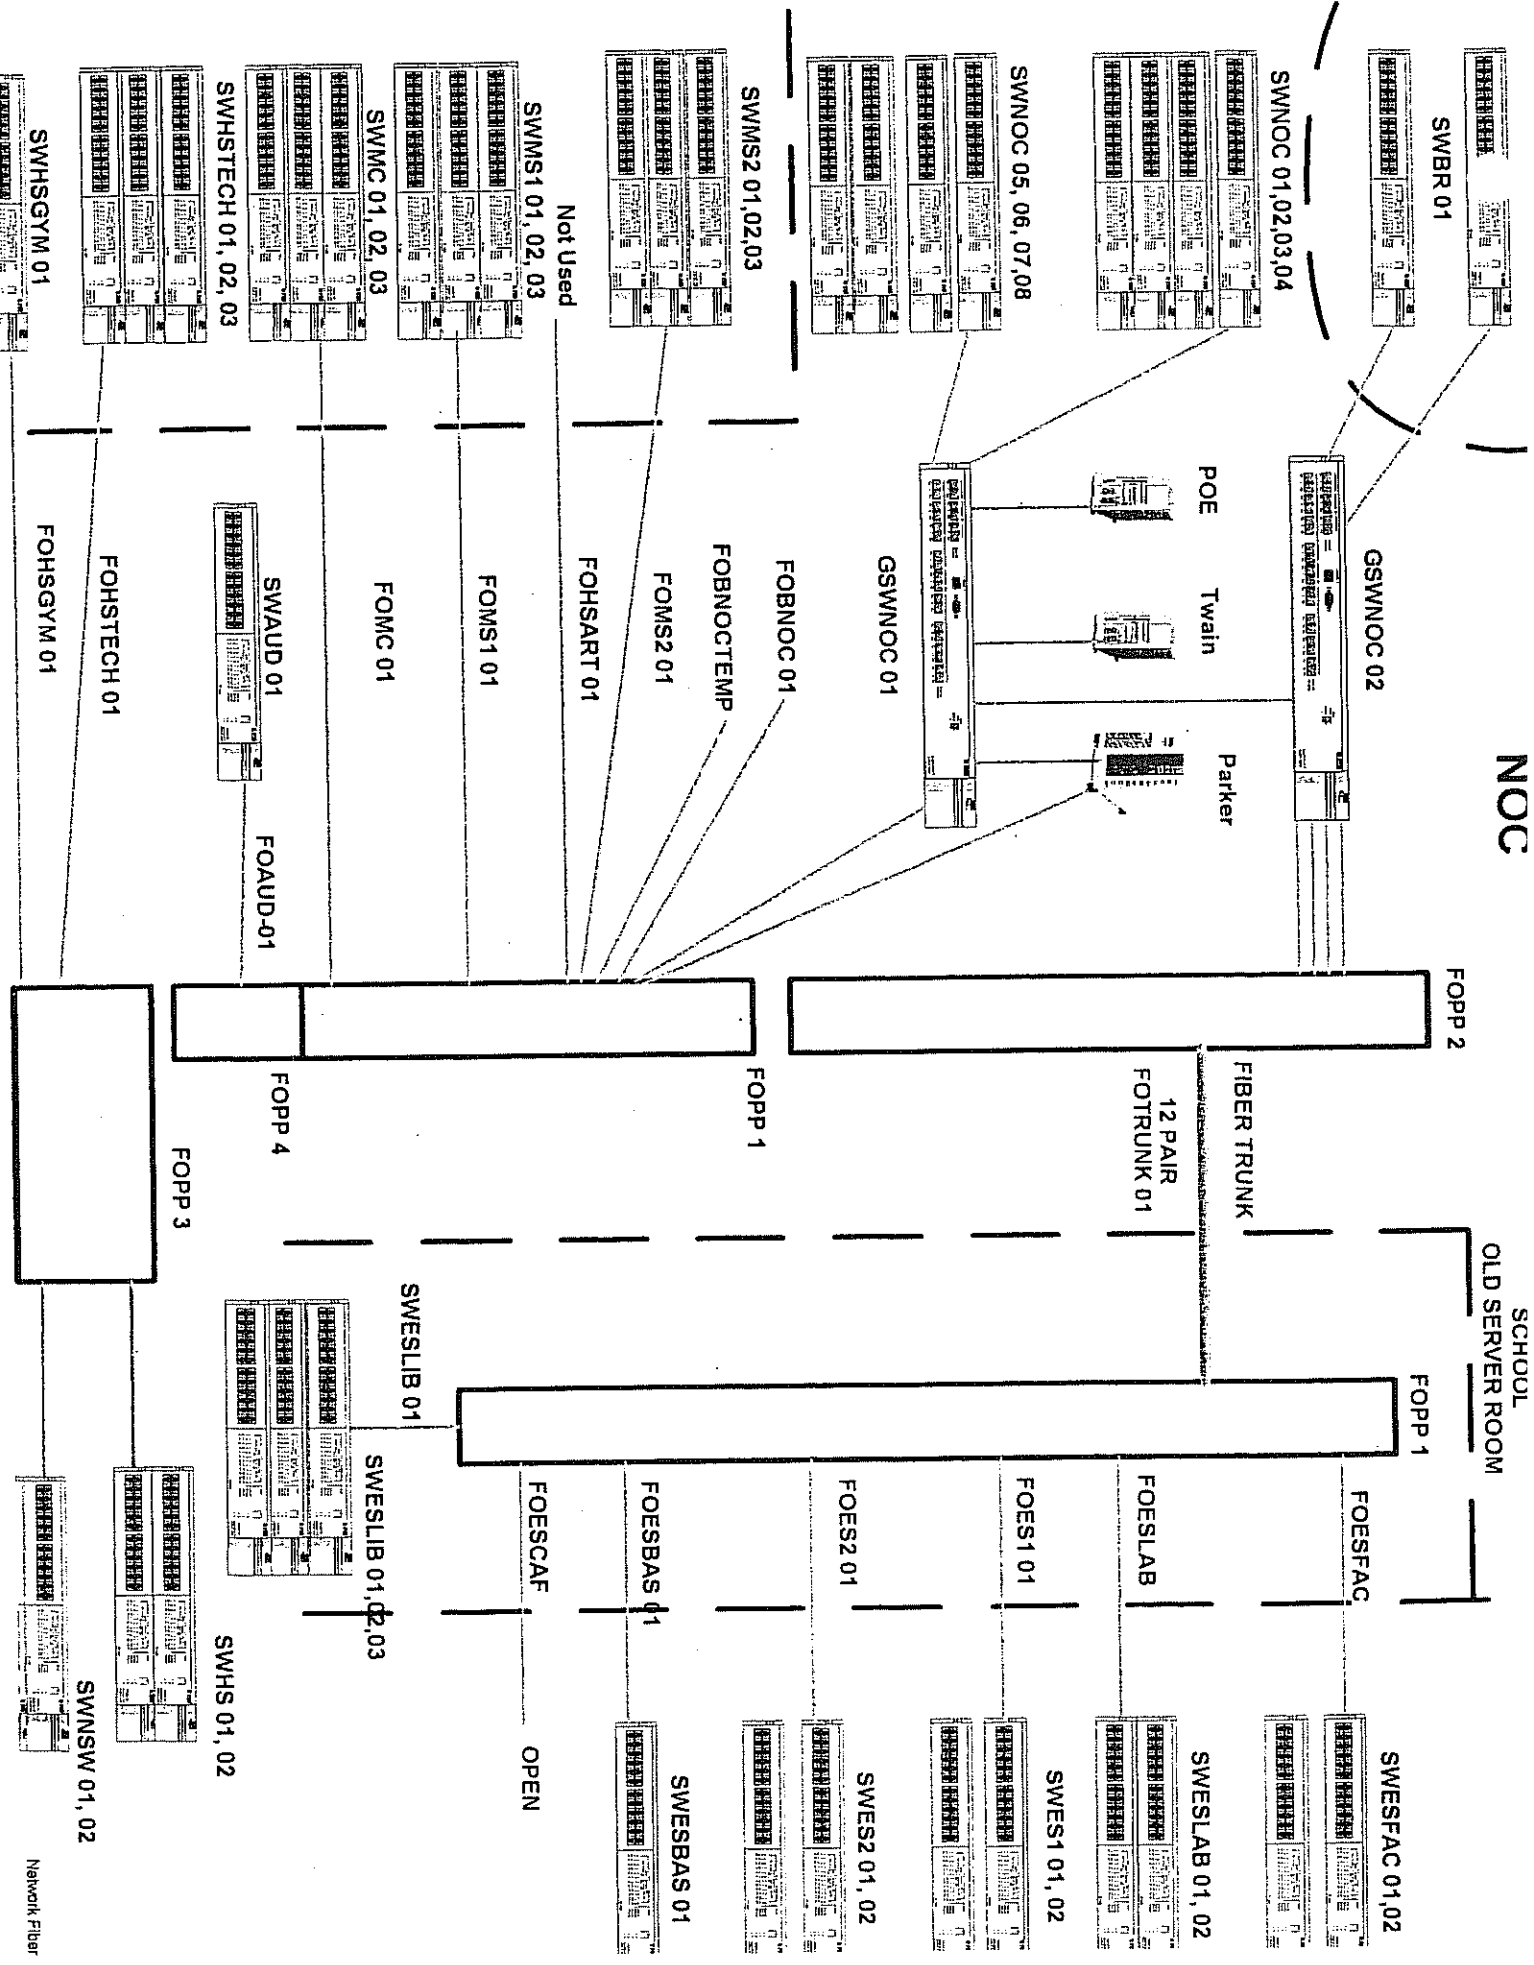 NOC
SCHOOL
OLD SERVER ROOM
SWBR 01
GSWNOC 02
FOPP 2
FOPP 1
FOESFAC
SWESFAC 01,02
SWNOC 01,02,03,04
POE
Twain
Parker
FIBER TRUNK
12 PAIR
FOTRUNK 01
FOESLAB
SWESLAB 01, 02
SWNOC 05, 06, 07,08
GSWNOC 01
FOES1 01
SWES1 01, 02
FOBNOC 01
FOES2 01
SWES2 01, 02
SWMS2 01,02,03
FOBNOCTEMP
FOPP 1
FOMS2 01
FOESBAS 01
SWESBAS 01
Not Used
FOHSART 01
FOESCAF
OPEN
SWMS1 01, 02, 03
FOMS1 01
SWESLIB 01
SWESLIB 01,02,03
SWMC 01, 02, 03
FOMC 01
SWAUD 01
FOAUD-01
FOPP 4
SWHSTECH 01, 02, 03
FOHSTECH 01
FOPP 3
SWHS 01, 02
SWHSGYM 01
FOHSGYM 01
SWNSW 01, 02
Network Fiber